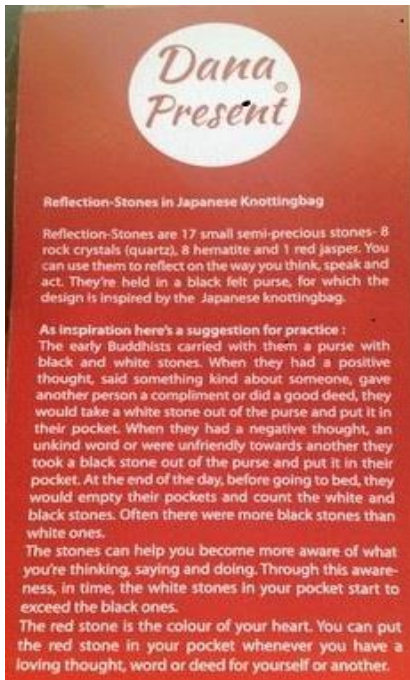 Dana
Present
Reflection-Stones in Japanese Knottingbag
Reflection-Stones are 17 small semi-precious stones- 8
rock crystals (quartz), 8 hematite and 1 red jasper. You
can use them to reflect on the way you think, speak and
act. They're held in a black felt purse, for which the
design is inspired by the Japanese knottingbag.
As inspiration here's a suggestion for practice :
The early Buddhists carried with them a purse with
black and white stones. When they had a positive
thought, said something kind about someone, gave
another person a compliment or did a good deed, they
would take a white stone out of the purse and put it in
their pocket. When they had a negative thought, an
unkind word or were unfriendly towards another they
took a black stone out of the purse and put it in their
pocket. At the end of the day, before going to bed, they
would empty their pockets and count the white and
black stones. Often there were more black stones than
white ones.
The stones can help you become more aware of what
you're thinking, saying and doing. Through this aware-
ness, in time, the white stones in your pocket start to
exceed the black ones.
The red stone is the colour of your heart. You can put
the red stone in your pocket whenever you have a
loving thought, word or deed for yourself or another.